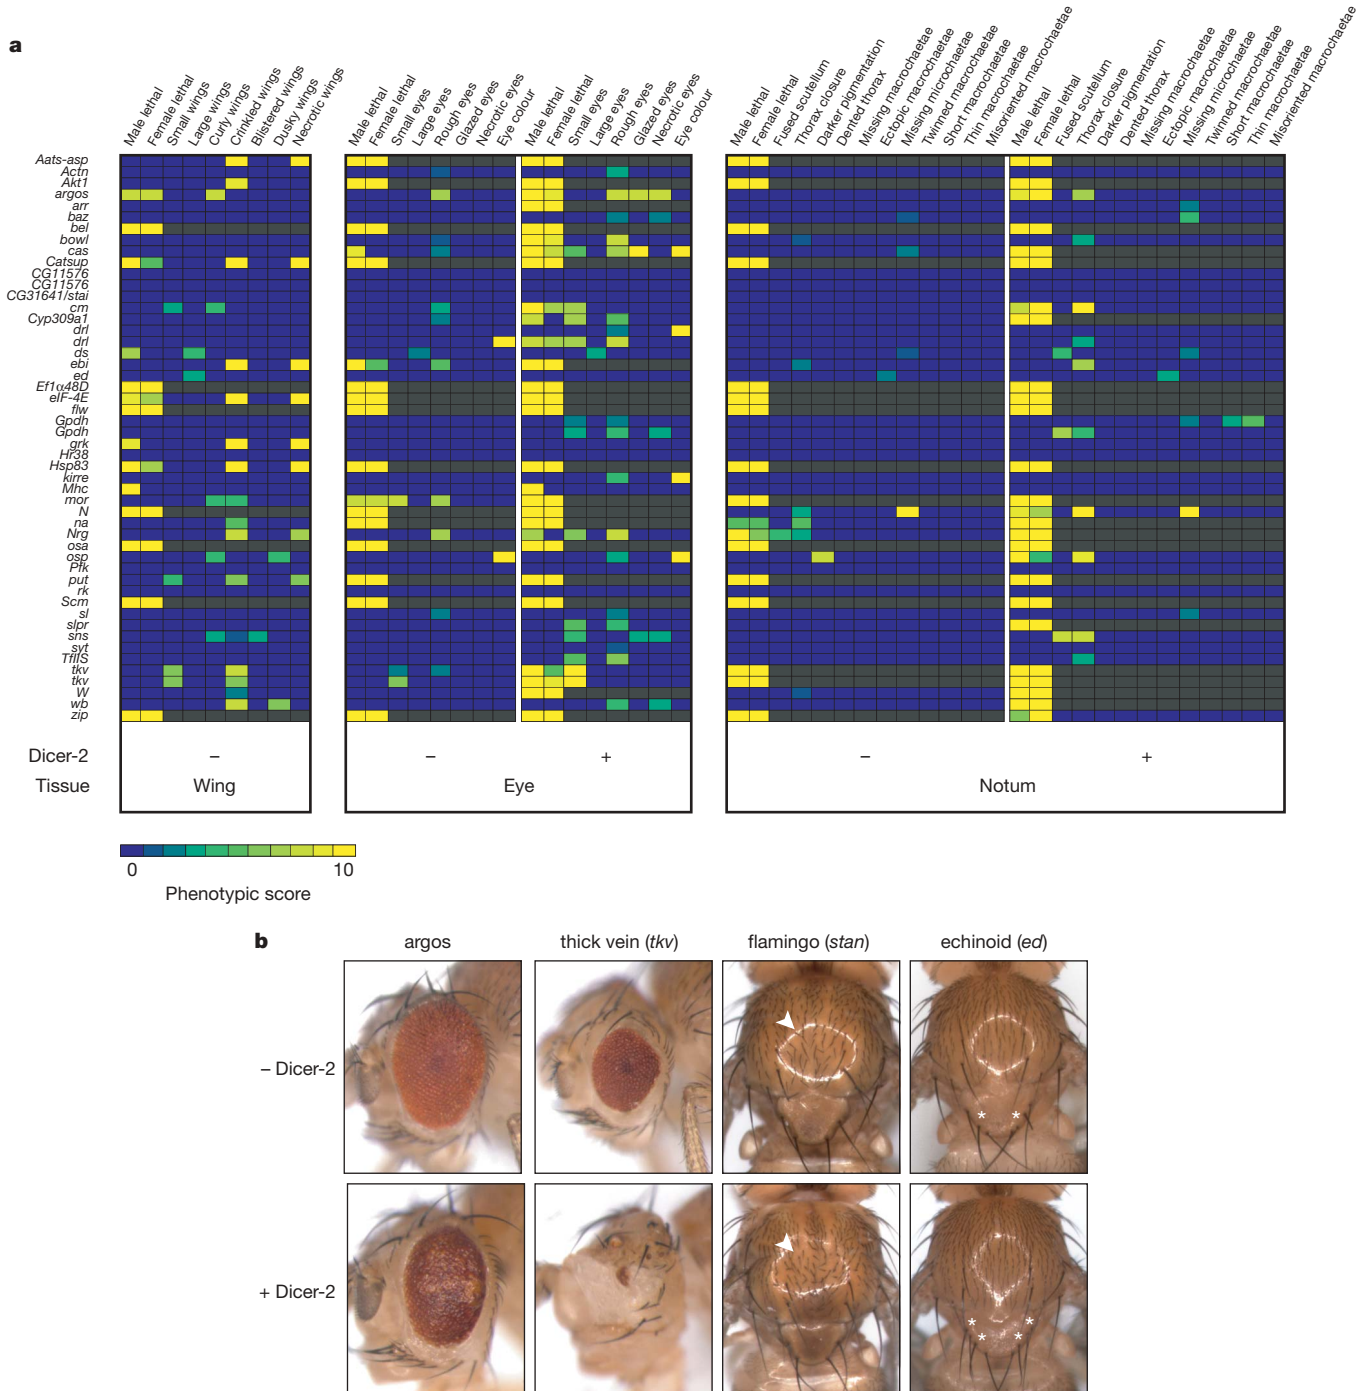 a
Male lethal
Female lethal
Small wings
Large wings
Curly wings
Crinkled wings
Blistered wings
Dusky wings
Necrotic wings
Male lethal
Female lethal
Small eyes
Large eyes
Rough eyes
Glazed eyes
Necrotic eyes
Eye colour
Male lethal
Female lethal
Small eyes
Large eyes
Rough eyes
Glazed eyes
Necrotic eyes
Eye colour
Male lethal
Female lethal
Fused scutellum
Thorax closure
Darker pigmentation
Dented thorax
Missing macrochaetae
Ectopic macrochaetae
Missing microchaetae
Twinned macrochaetae
Short macrochaetae
Thin macrochaetae
Misoriented macrochaetae
Male lethal
Female lethal
Fused scutellum
Thorax closure
Darker pigmentation
Dented thorax
Missing macrochaetae
Ectopic macrochaetae
Missing microchaetae
Twinned macrochaetae
Short macrochaetae
Thin macrochaetae
Misoriented macrochaetae
Aats-asp
Actn
Akt1
argos
arr
baz
bel
bowl
cas
Catsup
CG11576
CG11576
CG31641/stai
cm
Cyp309a1
drl
drl
ds
ebi
ed
Ef1α48D
eIF-4E
flw
Gpdh
Gpdh
grk
Hr38
Hsp83
kirre
Mhc
mor
N
na
Nrg
osa
osp
Pfk
put
rk
Scm
sl
slpr
sns
syt
TfIIS
tkv
tkv
W
wb
zip
Dicer-2 – – + – +
Tissue Wing Eye Notum
0 10
Phenotypic score
b
argos thick vein (tkv) flamingo (stan) echinoid (ed)
– Dicer-2
* *
+ Dicer-2
* *
* *